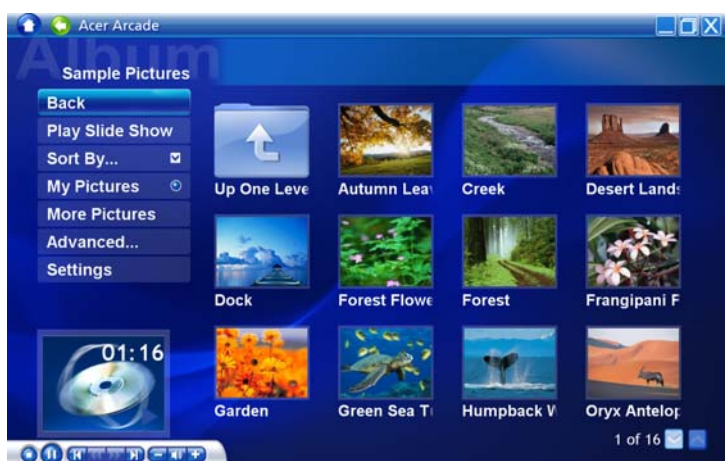 Acer Arcade
Album
Sample Pictures
Back
Play Slide Show
Sort By...
My Pictures
More Pictures
Advanced...
Settings
Up One Leve
Autumn Lea
Creek
Desert Lands
Dock
Forest Flowe
Forest
Frangipani F
Garden
Green Sea T
Humpback W
Oryx Antelop
01:16
1 of 16